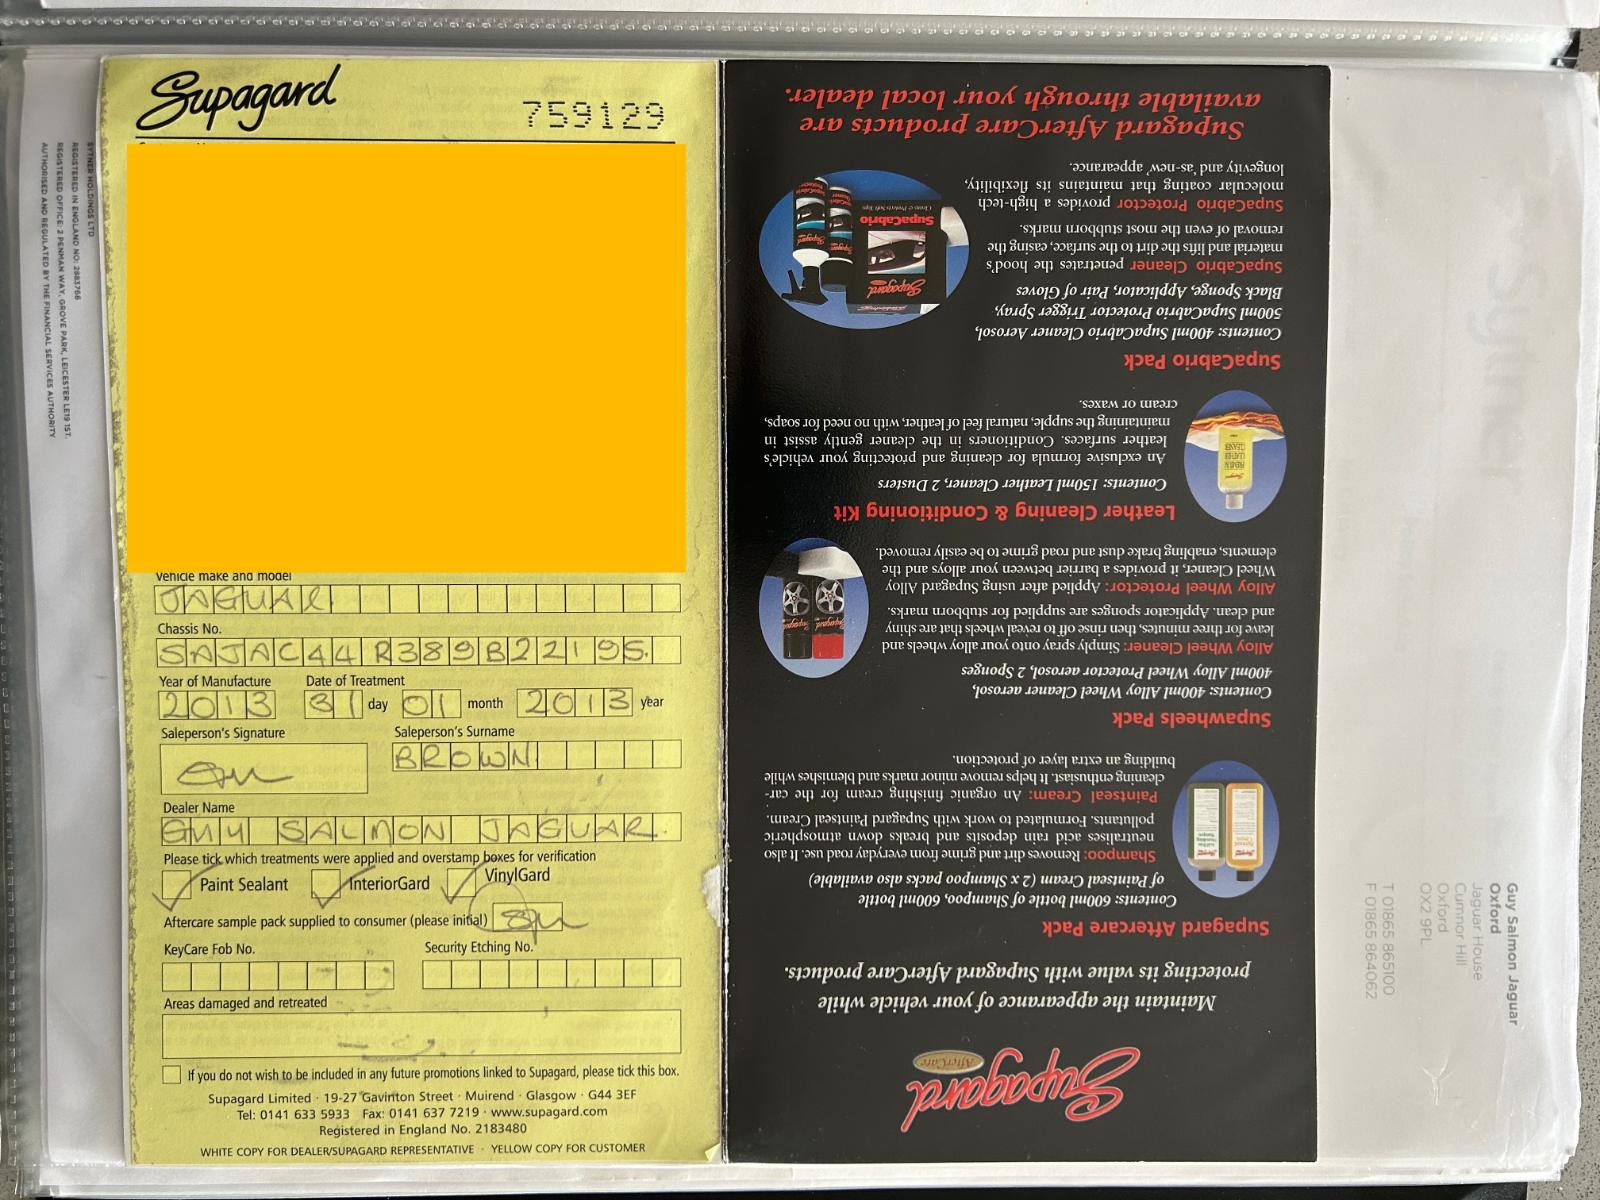 Supagard
759129
Vehicle make and model
JAGUAR
Chassis No.
SAJAC44R389B22195
Year of Manufacture
Date of Treatment
2013
31 day 01 month 2013 year
Saleperson's Signature
Saleperson's Surname
BROWN
Dealer Name
GUY SALMON JAGUAR
Please tick which treatments were applied and overstamp boxes for verification
Paint Sealant InteriorGard VinylGard
Aftercare sample pack supplied to consumer (please initial)
KeyCare Fob No.
Security Etching No.
Areas damaged and retreated
If you do not wish to be included in any future promotions linked to Supagard, please tick this box.
Supagard Limited · 19-27 Gavinton Street · Muirend · Glasgow · G44 3EF
Tel: 0141 633 5933 Fax: 0141 637 7219 · www.supagard.com
Registered in England No. 2183480
WHITE COPY FOR DEALER/SUPAGARD REPRESENTATIVE · YELLOW COPY FOR CUSTOMER
Supagard
AfterCare
Maintain the appearance of your vehicle while
protecting its value with Supagard AfterCare products.
Supagard Aftercare Pack
Contents: 600ml bottle of Shampoo, 600ml bottle
of Paintseal Cream (2 x Shampoo packs also available)
Shampoo: Removes dirt and grime from everyday road use. It also
neutralises acid rain deposits and breaks down atmospheric
pollutants. Formulated to work with Supagard Paintseal Cream.
Paintseal Cream: An organic finishing cream for the car-
cleaning enthusiast. It helps remove minor marks and blemishes while
building an extra layer of protection.
Supawheels Pack
Contents: 400ml Alloy Wheel Cleaner aerosol,
400ml Alloy Wheel Protector aerosol, 2 Sponges
Alloy Wheel Cleaner: Simply spray onto your alloy wheels and
leave for three minutes, then rinse off to reveal wheels that are shiny
and clean. Applicator sponges are supplied for stubborn marks.
Alloy Wheel Protector: Applied after using Supagard Alloy
Wheel Cleaner, it provides a barrier between your alloys and the
elements, enabling brake dust and road grime to be easily removed.
Leather Cleaning & Conditioning Kit
Contents: 150ml Leather Cleaner, 2 Dusters
An exclusive formula for cleaning and protecting your vehicle's
leather surfaces. Conditioners in the cleaner gently assist in
maintaining the supple, natural feel of leather, with no need for soaps,
cream or waxes.
SupaCabrio Pack
Contents: 400ml SupaCabrio Cleaner Aerosol,
500ml SupaCabrio Protector Trigger Spray,
Black Sponge, Applicator, Pair of Gloves
SupaCabrio Cleaner penetrates the hood's
material and lifts the dirt to the surface, easing the
removal of even the most stubborn marks.
SupaCabrio Protector provides a high-tech
molecular coating that maintains its flexibility,
longevity and 'as-new' appearance.
Supagard
SupaCabrio
Supagard AfterCare products are
available through your local dealer.
SYTNER HOLDINGS LTD
REGISTERED IN ENGLAND NO: 2883766
REGISTERED OFFICE: 2 PENMAN WAY, GROVE PARK, LEICESTER LE19 1ST.
AUTHORISED AND REGULATED BY THE FINANCIAL SERVICES AUTHORITY
Sytner
Guy Salmon Jaguar
Oxford
Jaguar House
Cumnor Hill
Oxford
OX2 9PL
T 01865 865100
F 01865 864062